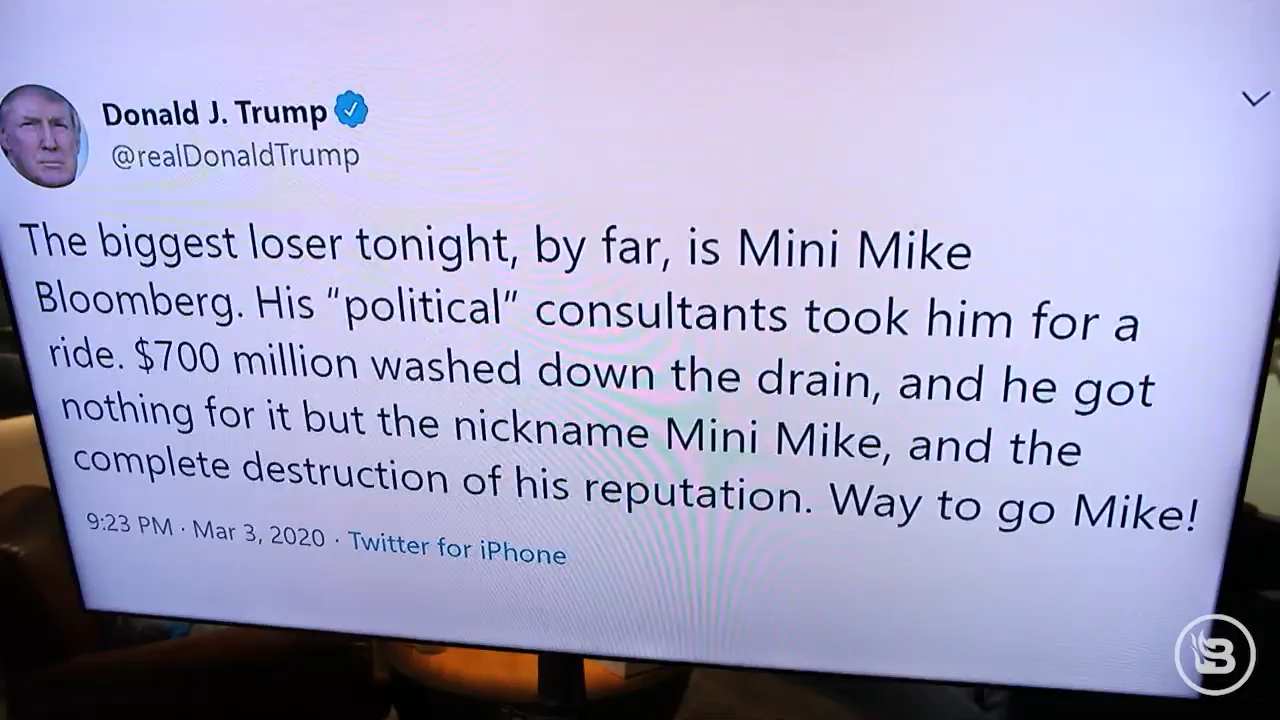 Donald J. Trump
@realDonaldTrump
The biggest loser tonight, by far, is Mini Mike
Bloomberg. His “political” consultants took him for a
ride. $700 million washed down the drain, and he got
nothing for it but the nickname Mini Mike, and the
complete destruction of his reputation. Way to go Mike!
9:23 PM · Mar 3, 2020 · Twitter for iPhone
B